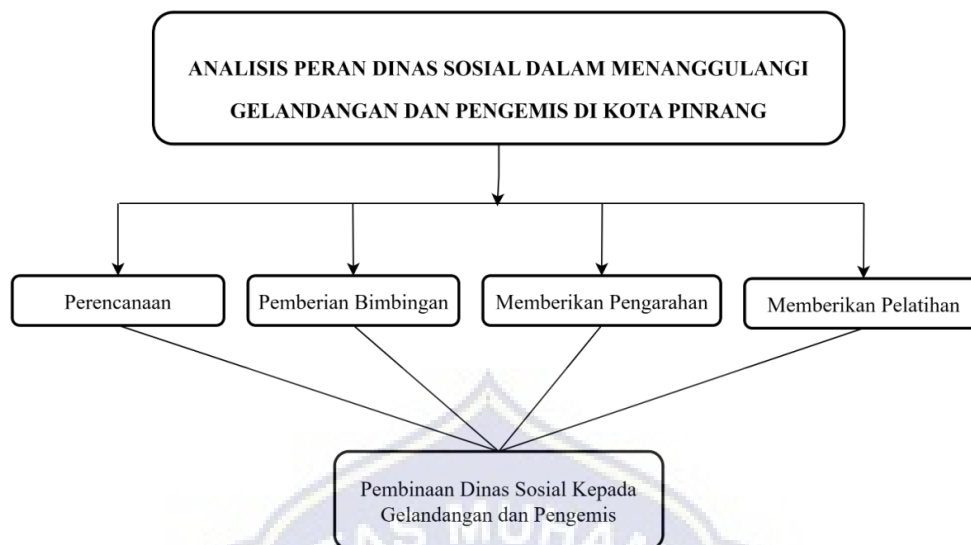 ANALISIS PERAN DINAS SOSIAL DALAM MENANGGULANGI
GELANDANGAN DAN PENGEMIS DI KOTA PINRANG
Perencanaan
Pemberian Bimbingan
Memberikan Pengarahan
Memberikan Pelatihan
Pembinaan Dinas Sosial Kepada
Gelandangan dan Pengemis